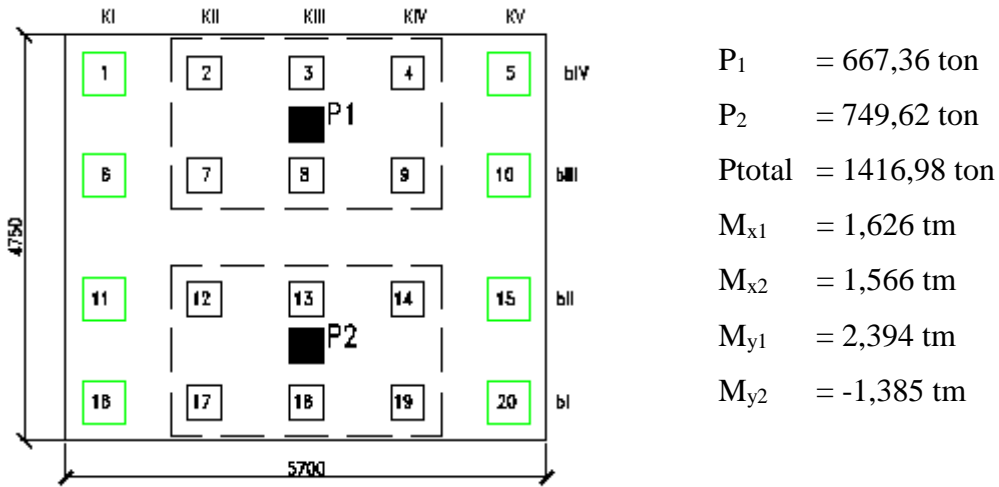 KI KII KIII KIV KV
1 2 3 4 5 bIV
P1
6 7 8 9 10 bIII
4750
11 12 13 14 15 bII
P2
16 17 18 19 20 bI
5700
P1 = 667,36 ton
P2 = 749,62 ton
Ptotal = 1416,98 ton
Mx1 = 1,626 tm
Mx2 = 1,566 tm
My1 = 2,394 tm
My2 = -1,385 tm